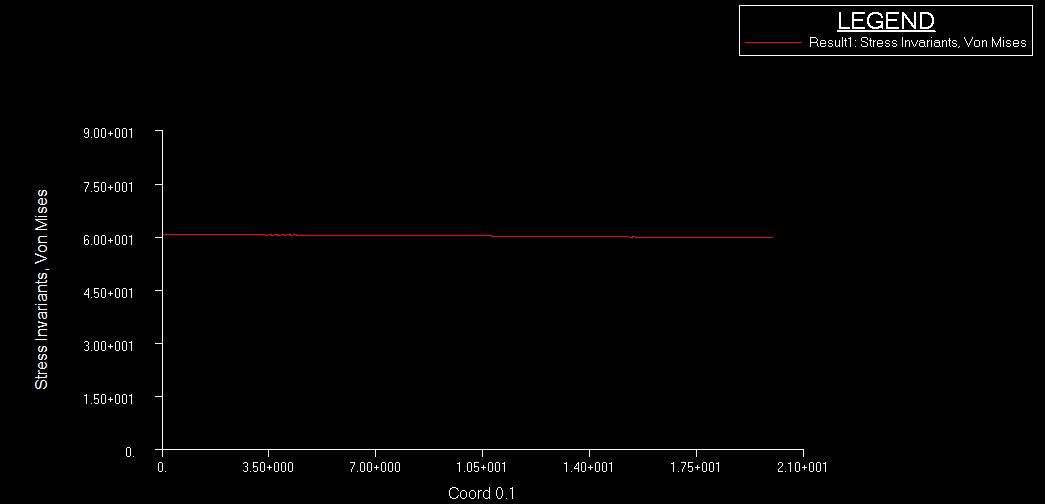 LEGEND
Result1: Stress Invariants, Von Mises
Stress Invariants, Von Mises
9.00+001
7.50+001
6.00+001
4.50+001
3.00+001
1.50+001
0.
0. 3.50+000 7.00+000 1.05+001 1.40+001 1.75+001 2.10+001
Coord 0.1